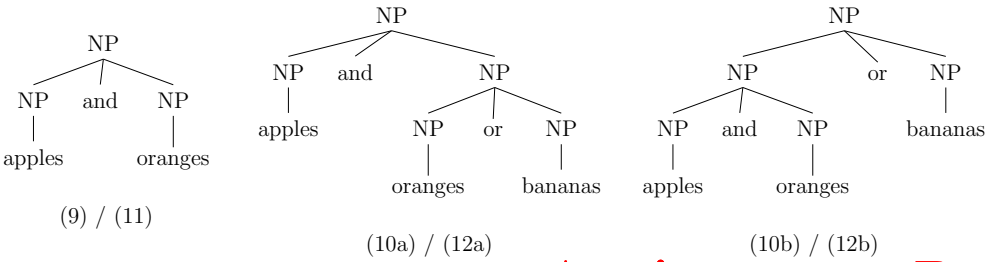 NP
NP and NP
apples oranges
(9) / (11)
NP
NP and NP
apples NP or NP
oranges bananas
(10a) / (12a)
NP
NP or NP
NP and NP bananas
apples oranges
(10b) / (12b)